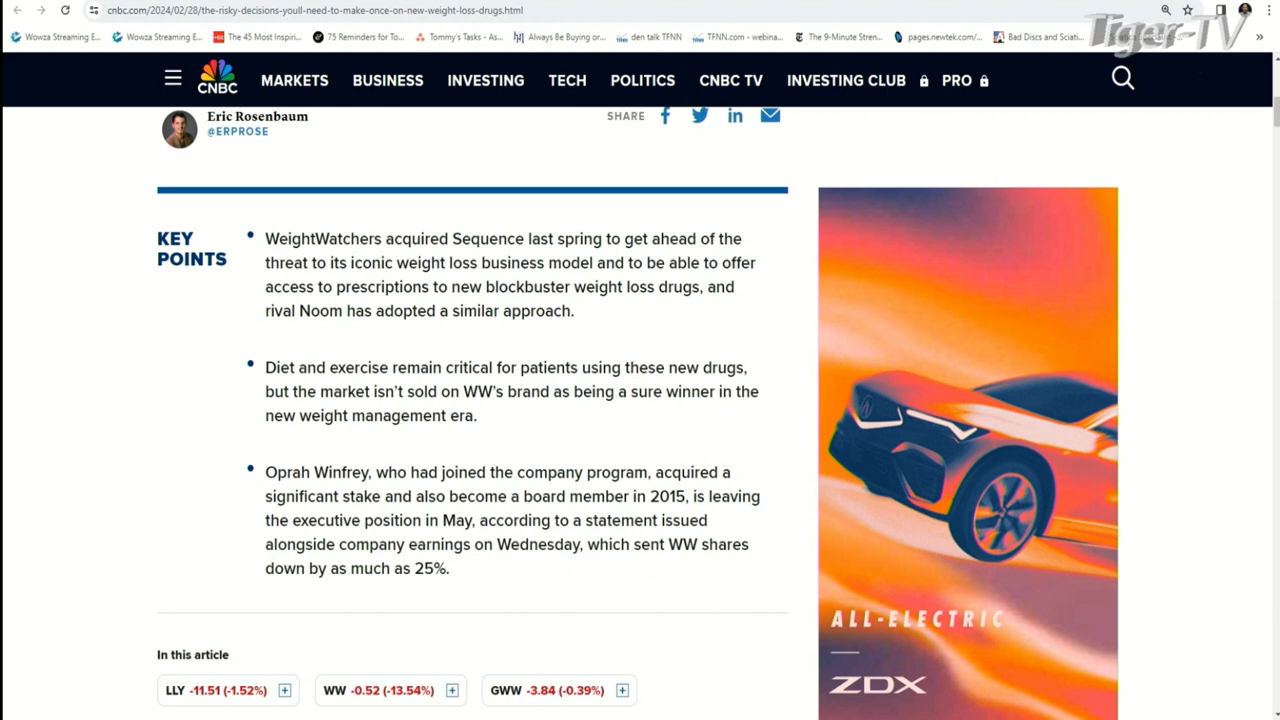 cnbc.com/2024/02/28/the-risky-decisions-youll-need-to-make-once-on-new-weight-loss-drugs.html
Wowza Streaming E...
Wowza Streaming E...
The 45 Most Inspiri...
75 Reminders for To...
Tommy's Tasks - As...
Always Be Buying or...
den talk TFNN
TFNN.com - webina...
The 9-Minute Stren...
pages.newtek.com/...
Bad Discs and Sciati...
Tiger-TV
CNBC
MARKETS
BUSINESS
INVESTING
TECH
POLITICS
CNBC TV
INVESTING CLUB
PRO
Eric Rosenbaum
@ERPROSE
SHARE
KEY
POINTS
WeightWatchers acquired Sequence last spring to get ahead of the
threat to its iconic weight loss business model and to be able to offer
access to prescriptions to new blockbuster weight loss drugs, and
rival Noom has adopted a similar approach.
Diet and exercise remain critical for patients using these new drugs,
but the market isn't sold on WW's brand as being a sure winner in the
new weight management era.
Oprah Winfrey, who had joined the company program, acquired a
significant stake and also become a board member in 2015, is leaving
the executive position in May, according to a statement issued
alongside company earnings on Wednesday, which sent WW shares
down by as much as 25%.
In this article
LLY -11.51 (-1.52%)
WW -0.52 (-13.54%)
GWW -3.84 (-0.39%)
ALL-ELECTRIC
ZDX